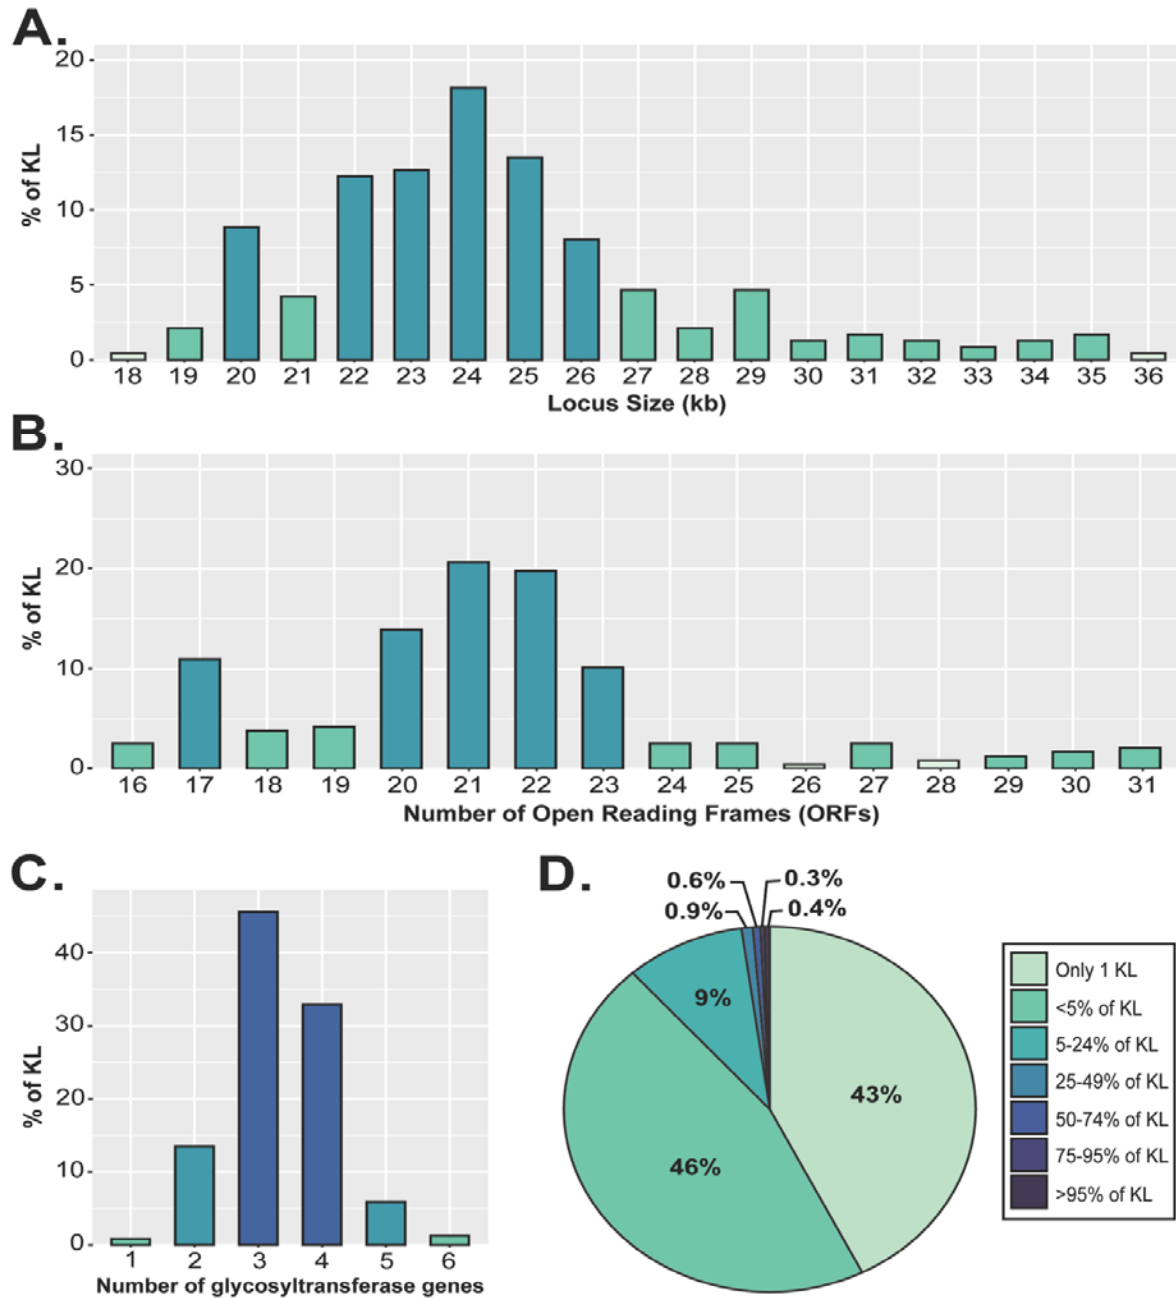 A.
% of KL
20
15
10
5
0
18 19 20 21 22 23 24 25 26 27 28 29 30 31 32 33 34 35 36
Locus Size (kb)
B.
% of KL
30
20
10
0
16 17 18 19 20 21 22 23 24 25 26 27 28 29 30 31
Number of Open Reading Frames (ORFs)
C.
% of KL
40
30
20
10
0
1 2 3 4 5 6
Number of glycosyltransferase genes
D.
0.6% 0.3%
0.9% 0.4%
9%
43%
46%
Only 1 KL
<5% of KL
5-24% of KL
25-49% of KL
50-74% of KL
75-95% of KL
>95% of KL